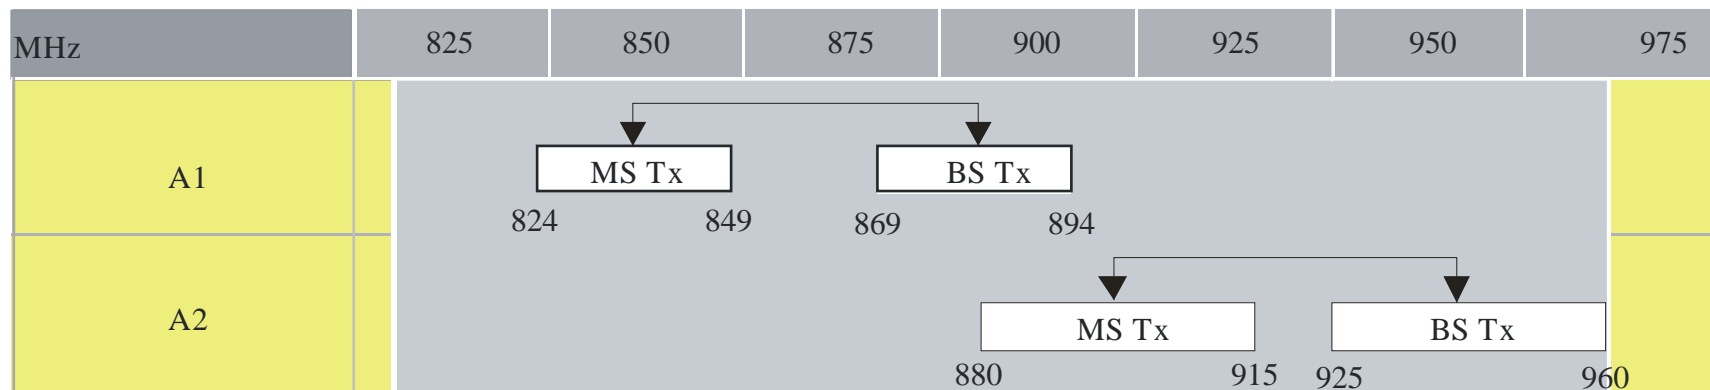 MHz 825 850 875 900 925 950 975
A1 MS Tx BS Tx
824 849 869 894
A2 MS Tx BS Tx
880 915 925 960